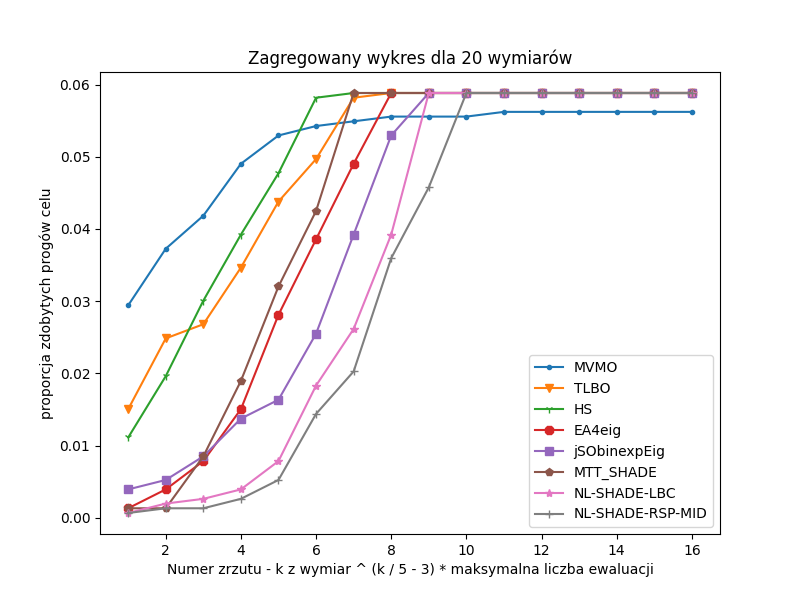 Zagregowany wykres dla 20 wymiarów
proporcja zdobytych progów celu
0.06
0.05
0.04
0.03
0.02
0.01
0.00
MVMO
TLBO
HS
EA4eig
jSObinexpEig
MTT_SHADE
NL-SHADE-LBC
NL-SHADE-RSP-MID
2 4 6 8 10 12 14 16
Numer zrzutu - k z wymiar ^ (k / 5 - 3) * maksymalna liczba ewaluacji